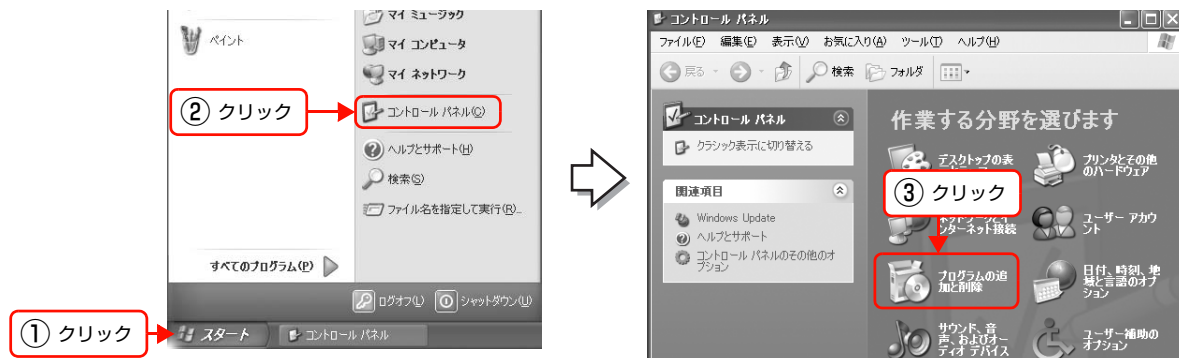 マイ ミュージック
ペイント
マイ コンピュータ
マイ ネットワーク
② クリック
コントロール パネル(C)
ヘルプとサポート(H)
検索(S)
ファイル名を指定して実行(R)...
すべてのプログラム(P)
ログオフ(L)
シャットダウン(U)
① クリック
スタート
コントロール パネル
コントロール パネル
ファイル(F) 編集(E) 表示(V) お気に入り(A) ツール(T) ヘルプ(H)
戻る 検索 フォルダ
コントロール パネル
クラシック表示に切り替える
関連項目
Windows Update
ヘルプとサポート
コントロール パネルのその他のオ
プション
作業する分野を選びます
デスクトップの表
プリンタとその他
のハードウェア
③ クリック
ンターネット接続
ユーザー アカウ
ント
プログラムの追
加と削除
日付、時刻、地
域と言語のオプ
ション
サウンド、音
声、およびオー
ディオ デバイス
ユーザー補助の
オプション